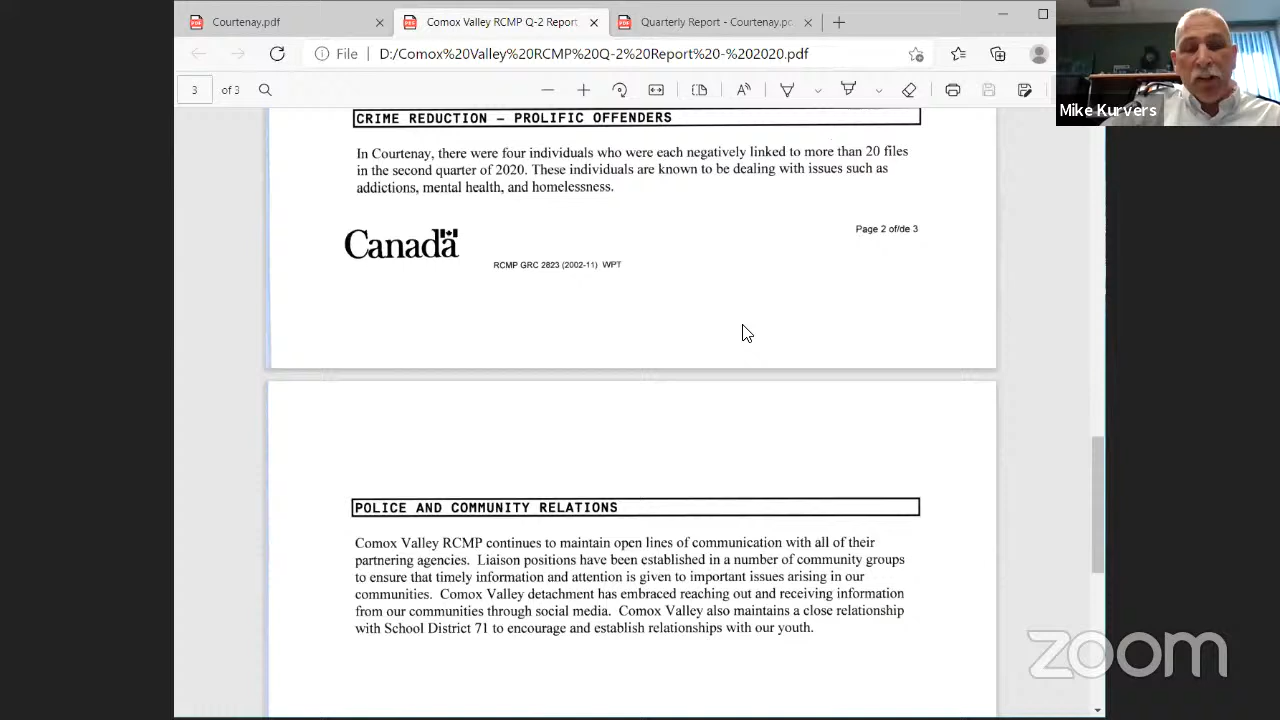 Courtenay.pdf
Comox Valley RCMP Q-2 Report
Quarterly Report - Courtenay.pc
File
D:/Comox%20Valley%20RCMP%20Q-2%20Report%20-%202020.pdf
3 of 3
Mike Kurvers
CRIME REDUCTION – PROLIFIC OFFENDERS
In Courtenay, there were four individuals who were each negatively linked to more than 20 files
in the second quarter of 2020. These individuals are known to be dealing with issues such as
addictions, mental health, and homelessness.
Canada
Page 2 of/de 3
RCMP GRC 2823 (2002-11) WPT
POLICE AND COMMUNITY RELATIONS
Comox Valley RCMP continues to maintain open lines of communication with all of their
partnering agencies. Liaison positions have been established in a number of community groups
to ensure that timely information and attention is given to important issues arising in our
communities. Comox Valley detachment has embraced reaching out and receiving information
from our communities through social media. Comox Valley also maintains a close relationship
with School District 71 to encourage and establish relationships with our youth.
zoom